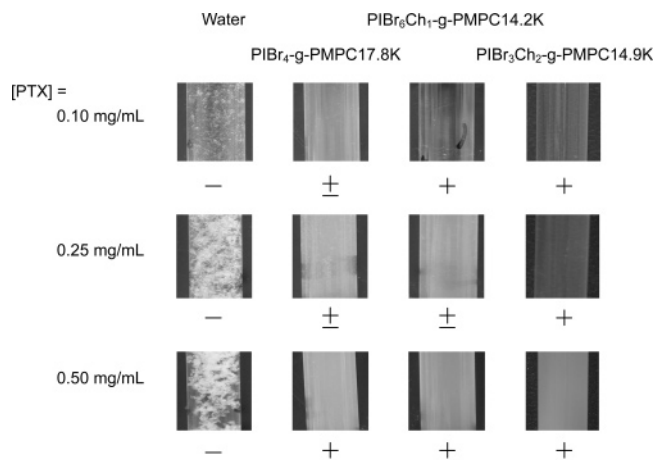 Water PIBr₆Ch₁-g-PMPC14.2K
PIBr₄-g-PMPC17.8K PIBr₃Ch₂-g-PMPC14.9K
[PTX] =
0.10 mg/mL
− ± + +
0.25 mg/mL
− ± ± +
0.50 mg/mL
− + + +